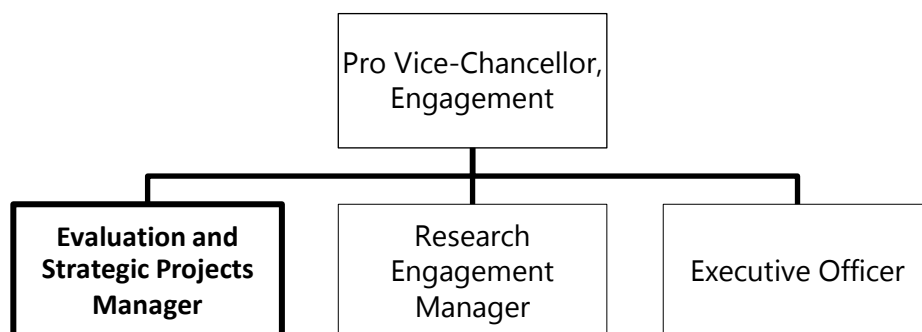 Pro Vice-Chancellor,
Engagement
Evaluation and
Strategic Projects
Manager
Research
Engagement
Manager
Executive Officer